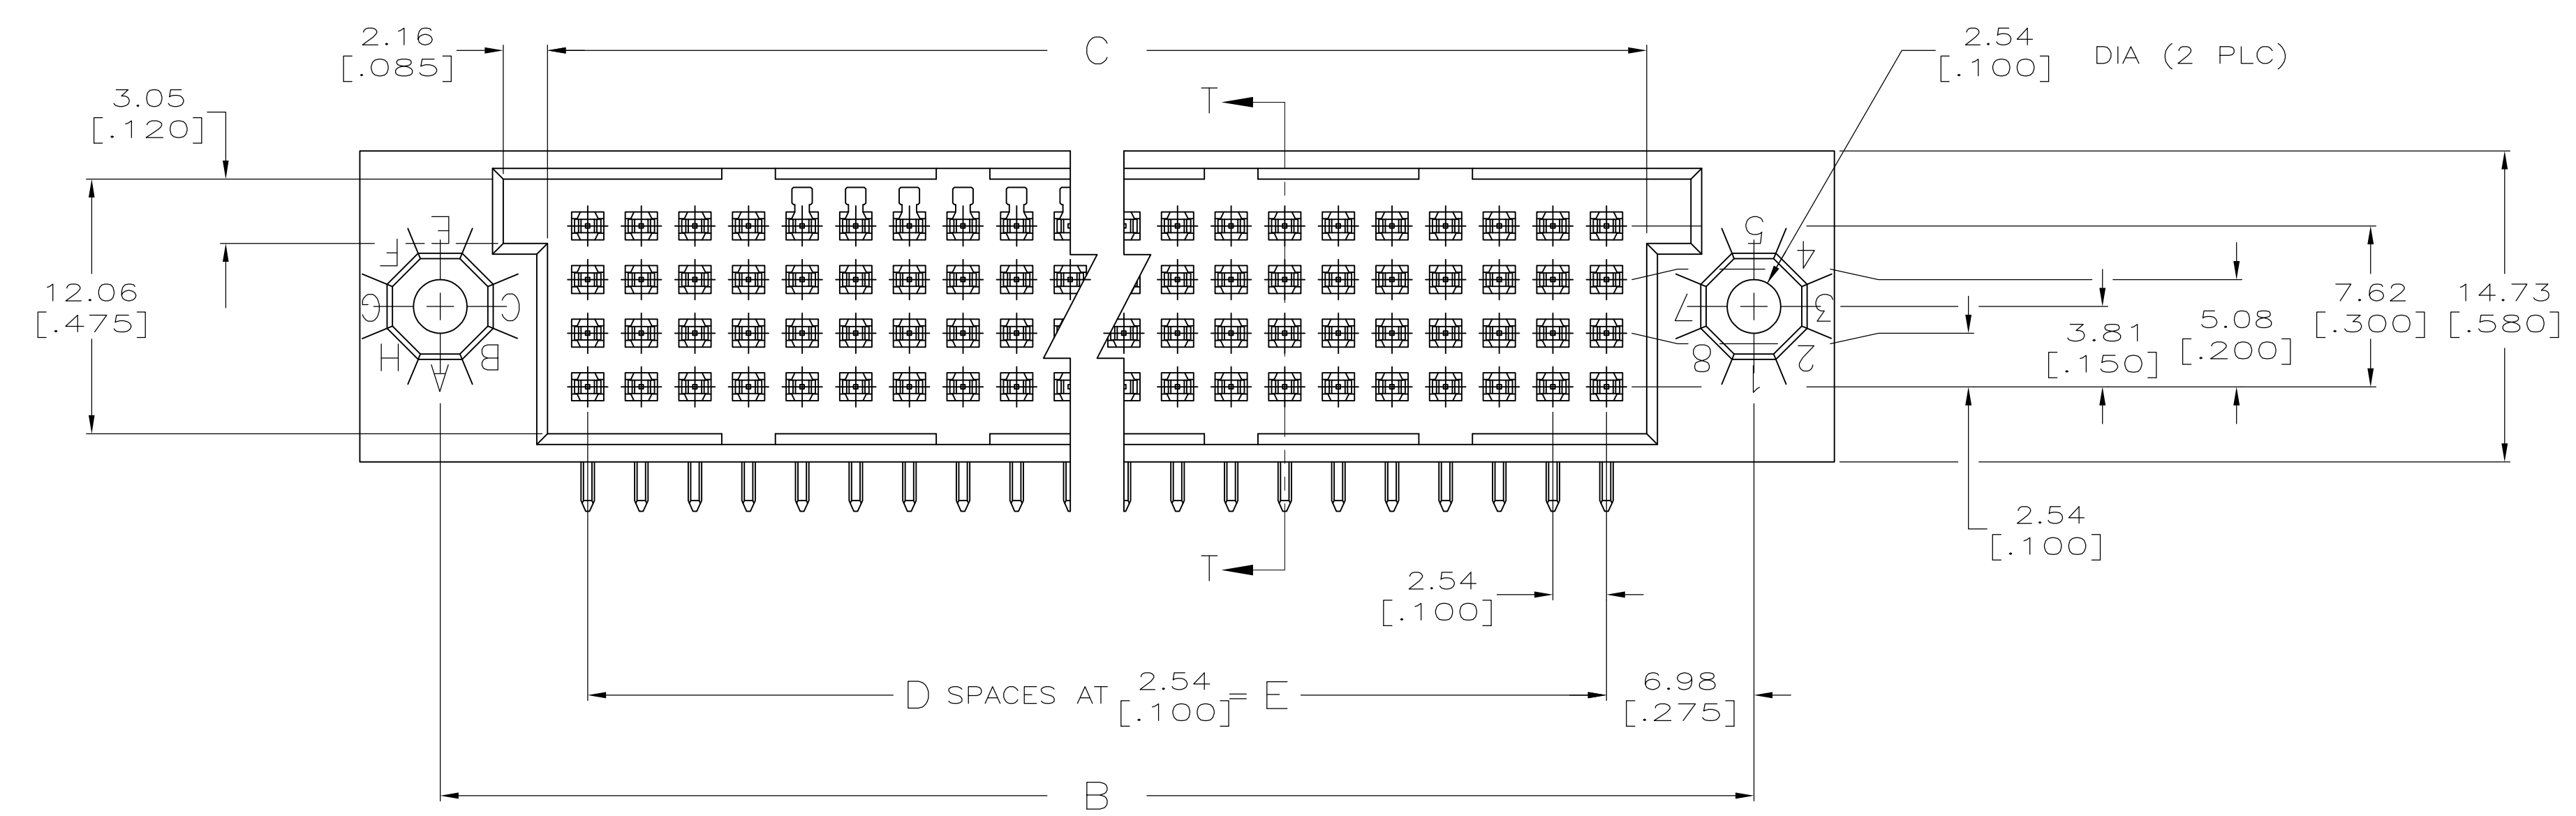 2.16
[.085]
C
2.54
[.100]
DIA (2 PLC)
3.05
[.120]
T
E
F
G
C
H
B
A
5
4
7
3
8
2
1
12.06
[.475]
7.62
[.300]
14.73
[.580]
3.81
[.150]
5.08
[.200]
2.54
[.100]
T
2.54
[.100]
D SPACES AT 2.54 [.100] = E
6.98
[.275]
B